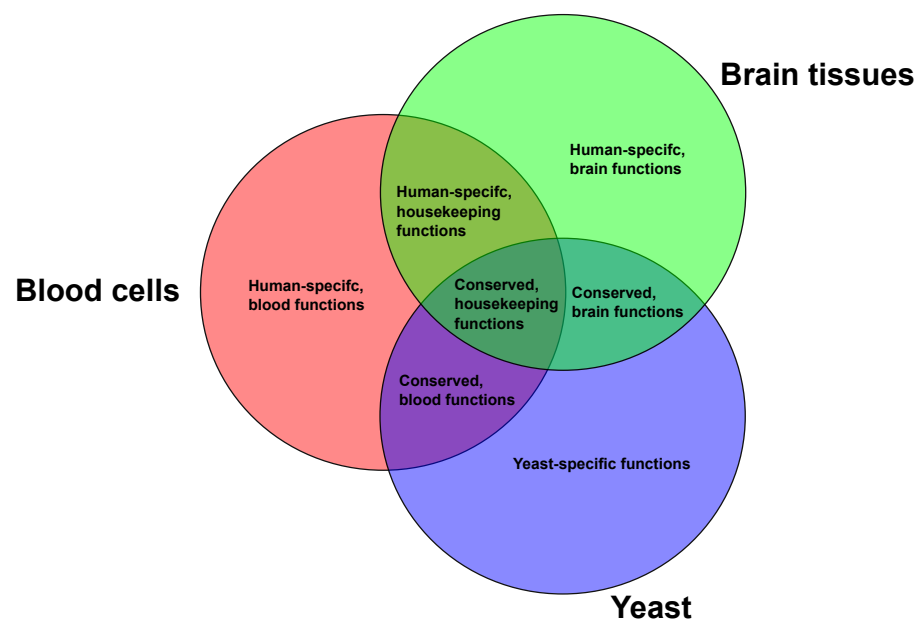 Brain tissues
Human-specifc,
brain functions
Human-specifc,
housekeeping
functions
Blood cells
Human-specifc,
blood functions
Conserved,
housekeeping
functions
Conserved,
brain functions
Conserved,
blood functions
Yeast-specific functions
Yeast